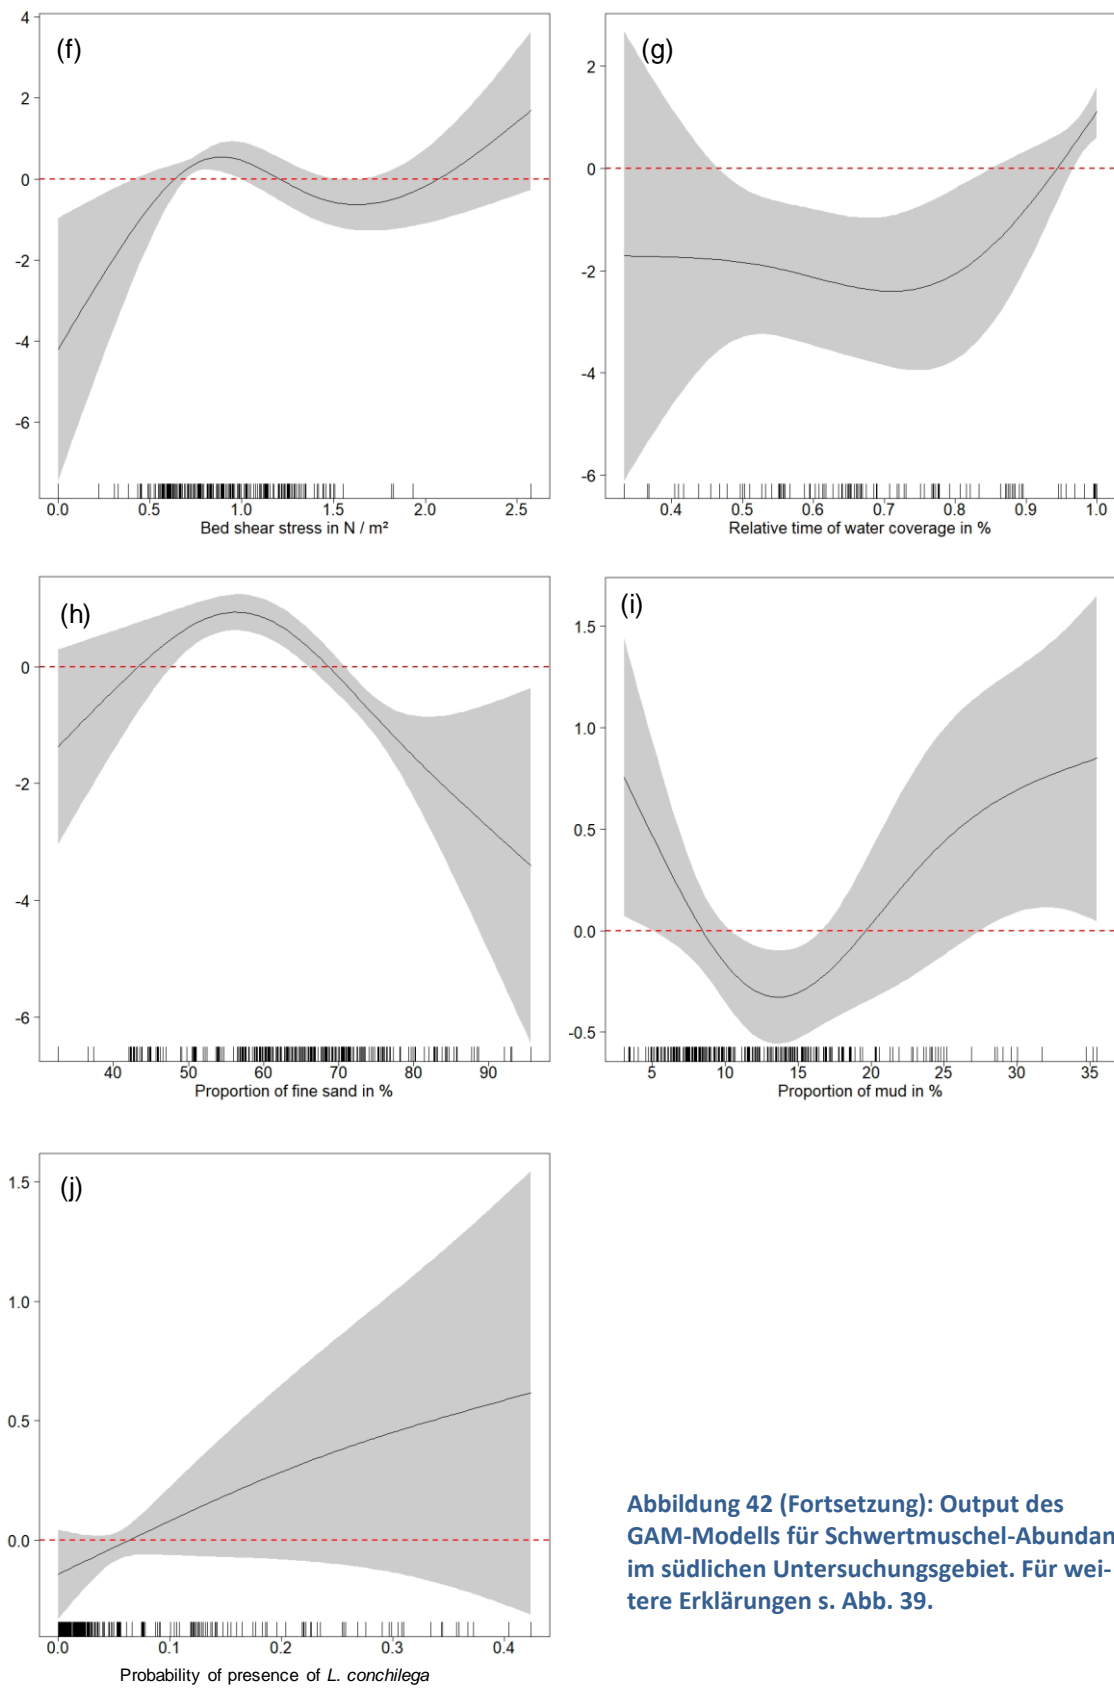 (f)
4
2
0
-2
-4
-6
0.0 0.5 1.0 1.5 2.0 2.5
Bed shear stress in N / m²
(g)
2
0
-2
-4
-6
0.4 0.5 0.6 0.7 0.8 0.9 1.0
Relative time of water coverage in %
(h)
0
-2
-4
-6
40 50 60 70 80 90
Proportion of fine sand in %
(i)
1.5
1.0
0.5
0.0
-0.5
5 10 15 20 25 30 35
Proportion of mud in %
(j)
1.5
1.0
0.5
0.0
0.0 0.1 0.2 0.3 0.4
Probability of presence of L. conchilega
Abbildung 42 (Fortsetzung): Output des
GAM-Modells für Schwertmuschel-Abundan
im südlichen Untersuchungsgebiet. Für wei-
tere Erklärungen s. Abb. 39.